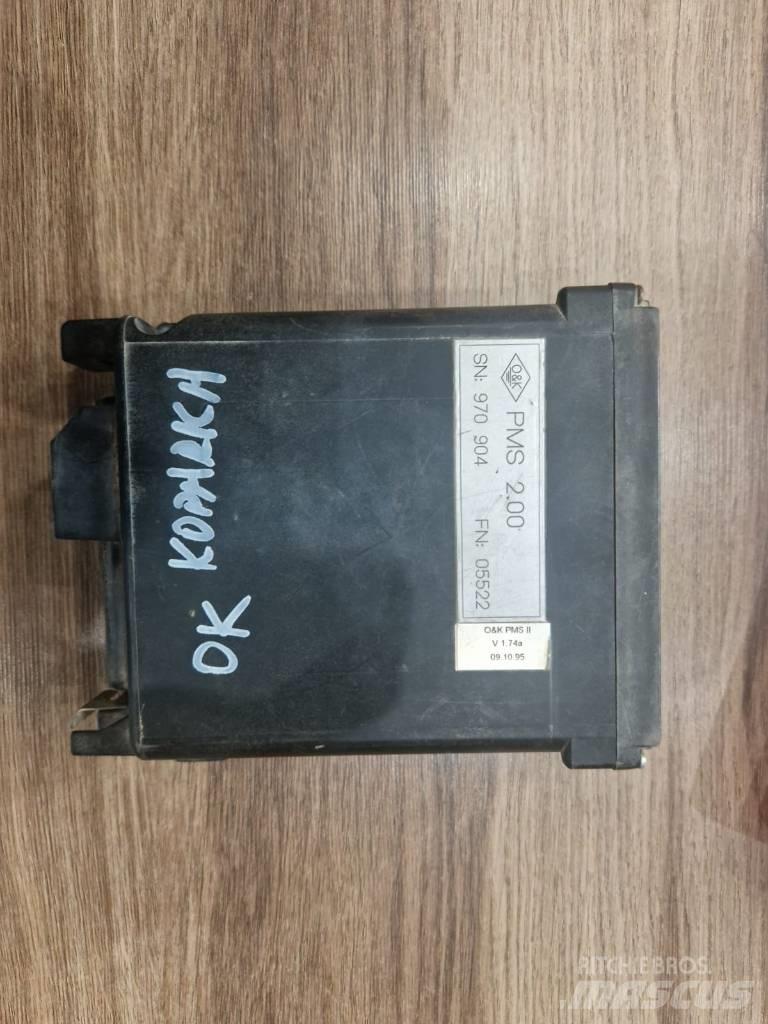 O&K PMS 2.00
SN: 970 904 FN: 05522
O&K PMS II
V 1.74a
09.10.95
OK
RITCHIE BROS.
MASCUS